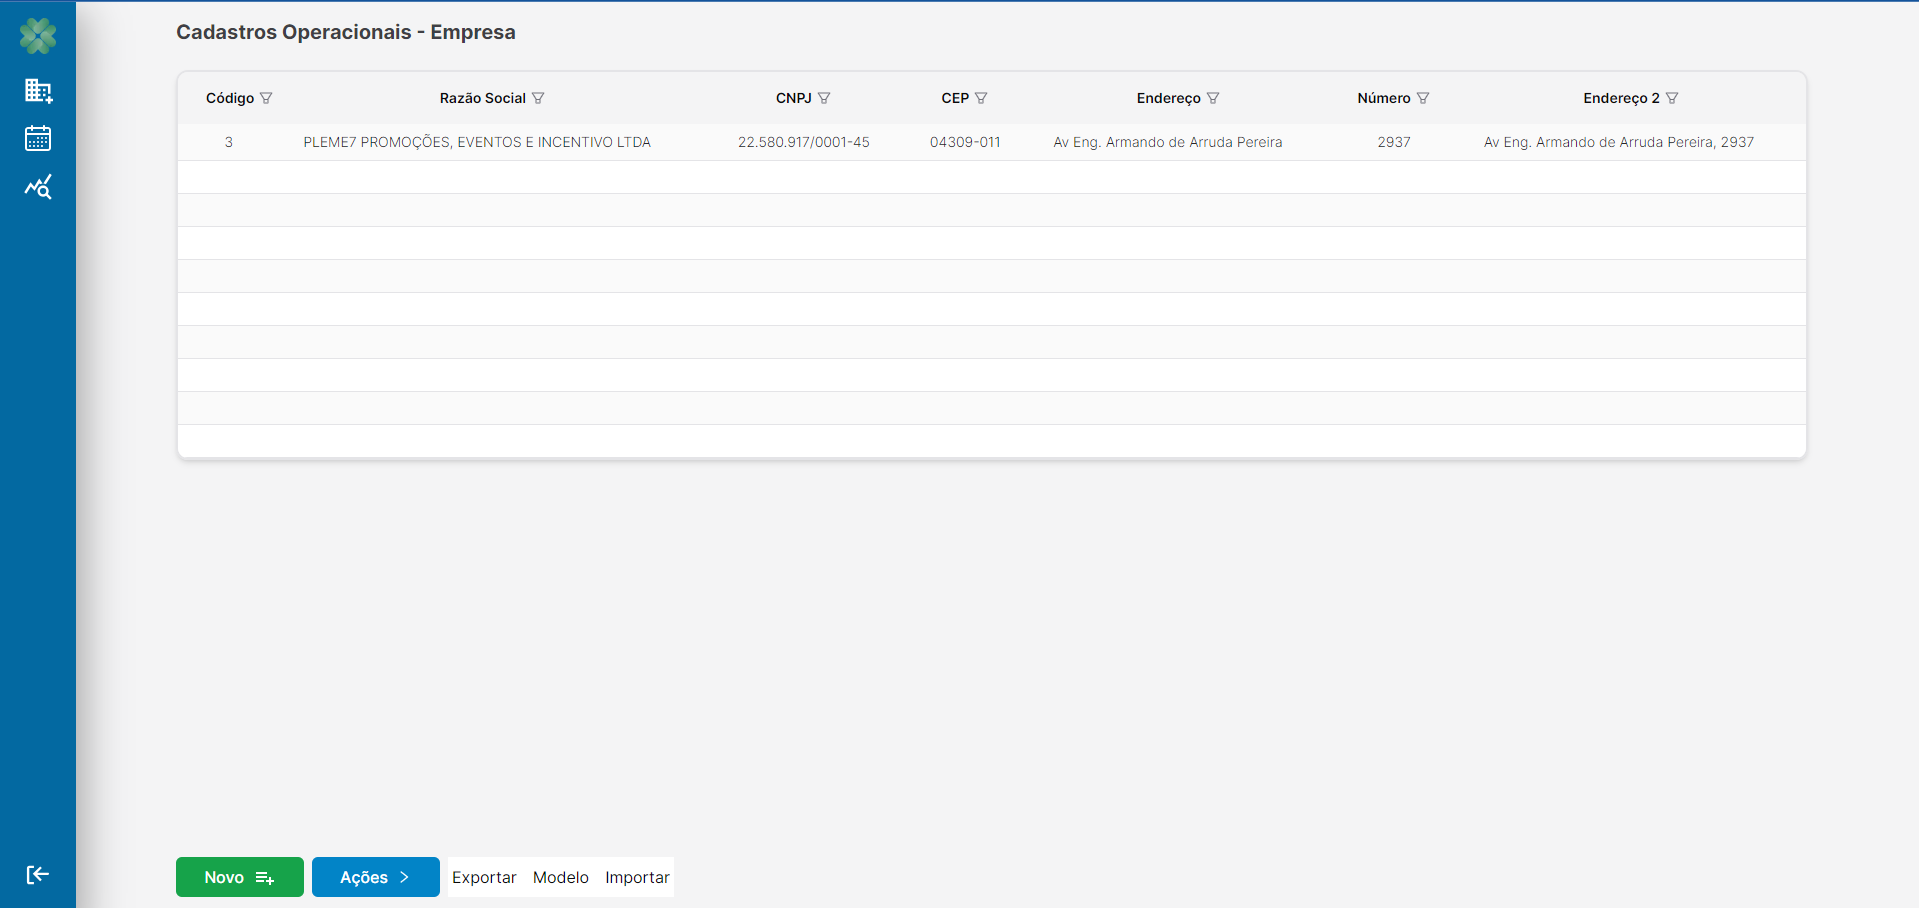 Cadastros Operacionais - Empresa
Código Razão Social CNPJ CEP Endereço Número Endereço 2
3 PLEME7 PROMOÇÕES, EVENTOS E INCENTIVO LTDA 22.580.917/0001-45 04309-011 Av Eng. Armando de Arruda Pereira 2937 Av Eng. Armando de Arruda Pereira, 2937
Novo Ações Exportar Modelo Importar